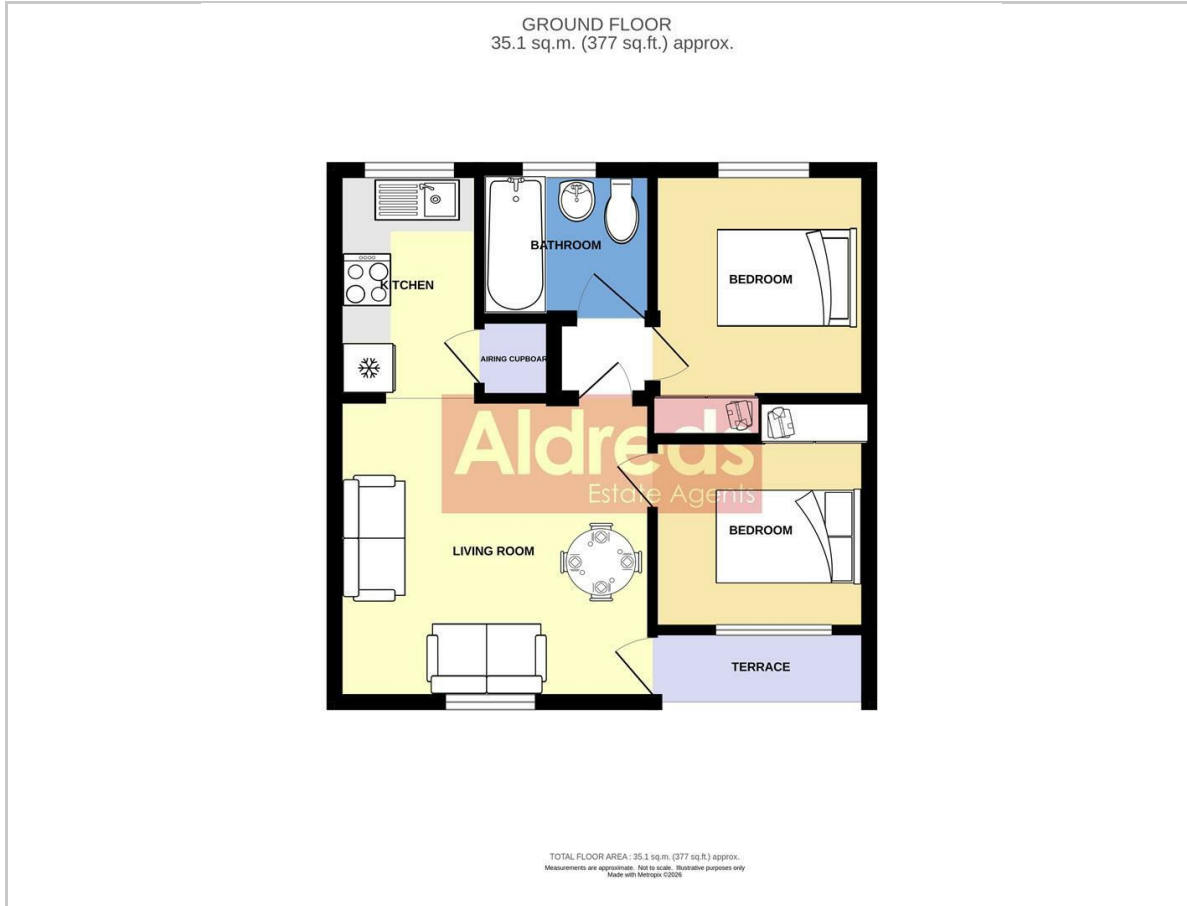 GROUND FLOOR
35.1 sq.m. (377 sq.ft.) approx.
BATHROOM
KITCHEN
BEDROOM
AIRING CUPBOAR
Aldreds
Estate Agents
LIVING ROOM
BEDROOM
TERRACE
TOTAL FLOOR AREA : 35.1 sq.m. (377 sq.ft.) approx.
Measurements are approximate. Not to scale. Illustrative purposes only
Made with Metropix ©2026